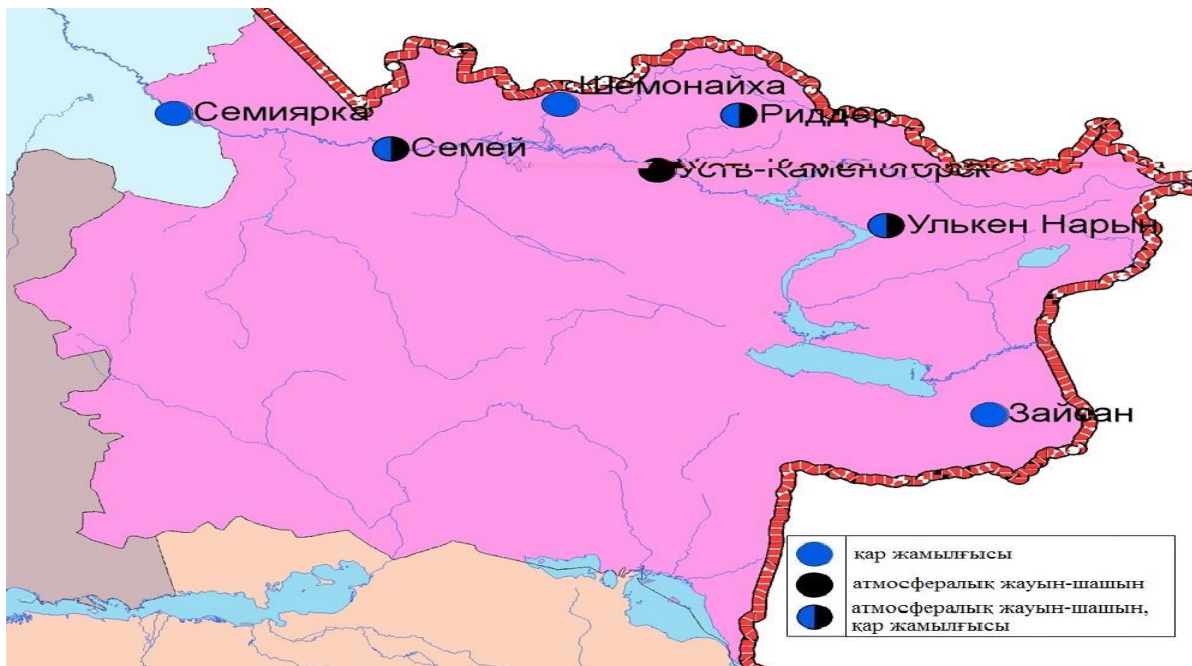 Шемонайха
Семиярка
Риддер
Семей
Усть-Каменогорск
Улькен Нарын
Зайсан
қар жамылғысы
атмосфералық жауын-шашын
атмосфералық жауын-шашын,
қар жамылғысы